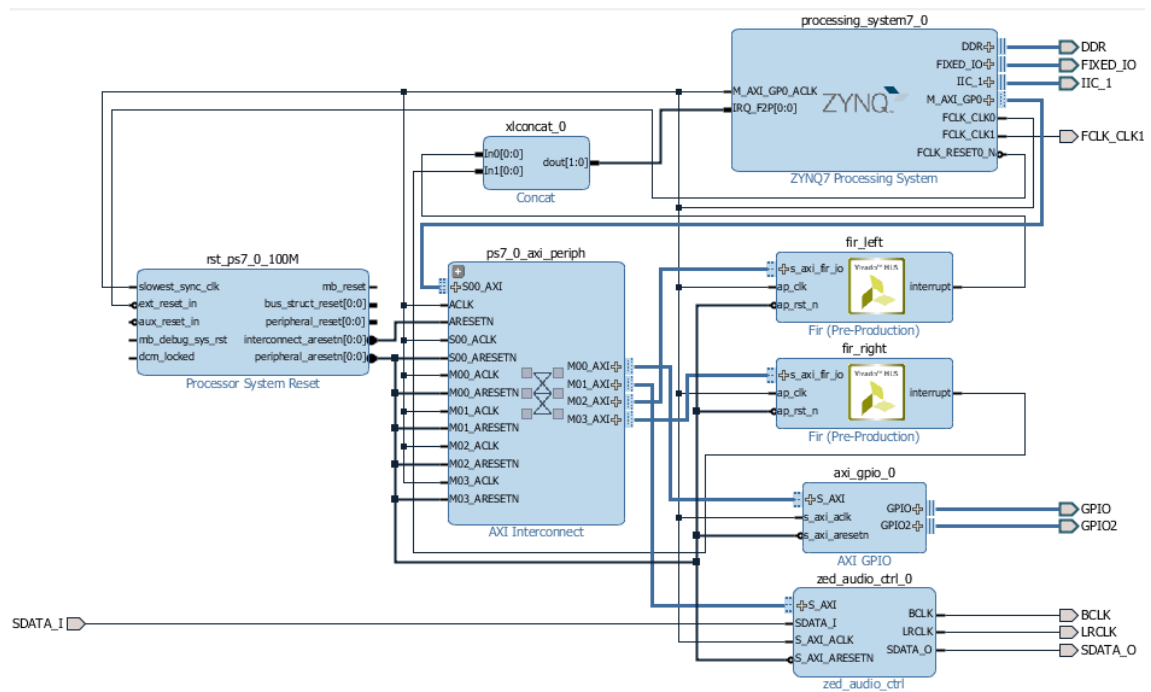 processing_system7_0
DDR
FIXED_IO
IIC_1
M_AXI_GP0
FCLK_CLK0
FCLK_CLK1
FCLK_RESET0_N
M_AXI_GP0_ACLK
IRQ_F2P[0:0]
ZYNQ
ZYNQ7 Processing System
DDR
FIXED_IO
IIC_1
FCLK_CLK1
xlconcat_0
In0[0:0]
In1[0:0]
dout[1:0]
Concat
rst_ps7_0_100M
slowest_sync_clk
ext_reset_in
aux_reset_in
mb_debug_sys_rst
dcm_locked
mb_reset
bus_struct_reset[0:0]
peripheral_reset[0:0]
interconnect_aresetn[0:0]
peripheral_aresetn[0:0]
Processor System Reset
ps7_0_axi_periph
S00_AXI
ACLK
ARESETN
S00_ACLK
S00_ARESETN
M00_ACLK
M00_ARESETN
M01_ACLK
M01_ARESETN
M02_ACLK
M02_ARESETN
M03_ACLK
M03_ARESETN
M00_AXI
M01_AXI
M02_AXI
M03_AXI
AXI Interconnect
fir_left
s_axi_fir_io
ap_clk
ap_rst_n
Vivado™ HLS
interrupt
Fir (Pre-Production)
fir_right
s_axi_fir_io
ap_clk
ap_rst_n
Vivado™ HLS
interrupt
Fir (Pre-Production)
axi_gpio_0
S_AXI
s_axi_aclk
s_axi_aresetn
GPIO
GPIO2
AXI GPIO
GPIO
GPIO2
zed_audio_ctrl_0
S_AXI
SDATA_I
S_AXI_ACLK
S_AXI_ARESETN
BCLK
LRCLK
SDATA_O
zed_audio_ctrl
SDATA_I
BCLK
LRCLK
SDATA_O